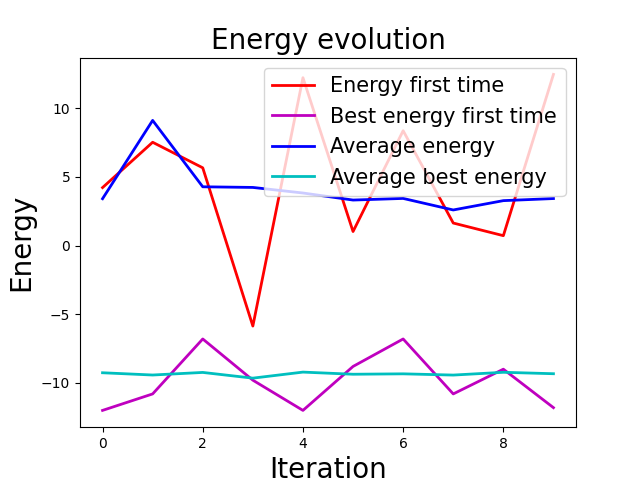 Energy evolution
Energy first time
Best energy first time
Average energy
Average best energy
10
5
0
−5
−10
Energy
0 2 4 6 8
Iteration